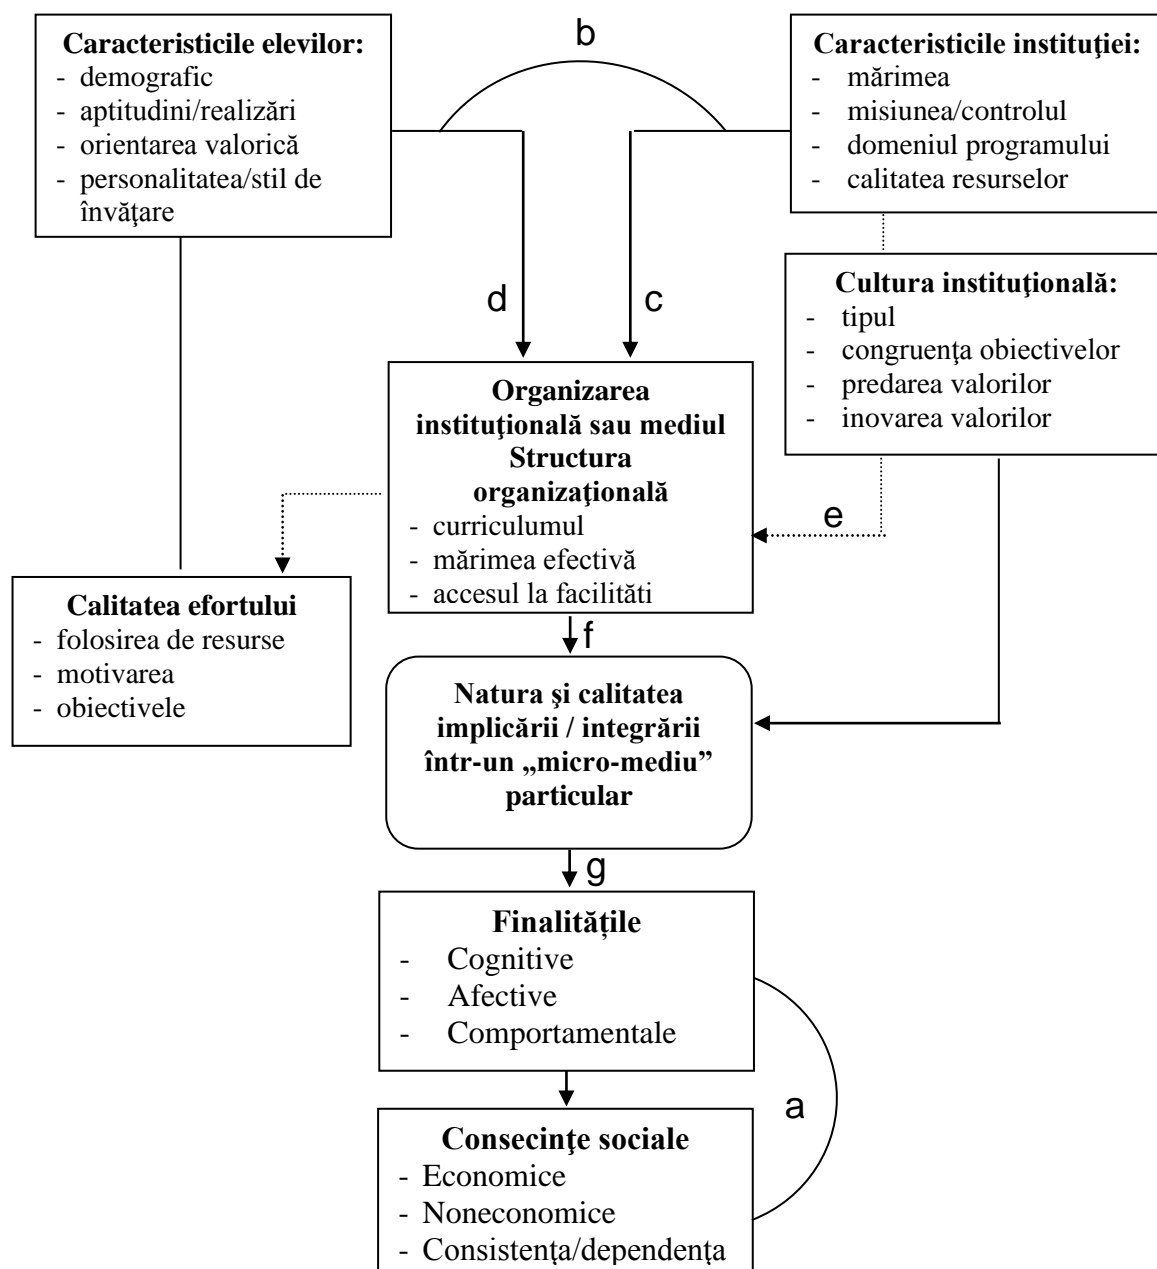 Caracteristicile elevilor:
- demografic
- aptitudini/realizări
- orientarea valorică
- personalitatea/stil de
învăţare
b
Caracteristicile instituţiei:
- mărimea
- misiunea/controlul
- domeniul programului
- calitatea resurselor
d
c
Cultura instituţională:
- tipul
- congruenţa obiectivelor
- predarea valorilor
- inovarea valorilor
Organizarea
instituţională sau mediul
Structura
organizaţională
- curriculumul
- mărimea efectivă
- accesul la facilităti
e
Calitatea efortului
- folosirea de resurse
- motivarea
- obiectivele
f
Natura şi calitatea
implicării / integrării
într-un „micro-mediu”
particular
g
Finalitățile
- Cognitive
- Afective
- Comportamentale
a
Consecinţe sociale
- Economice
- Noneconomice
- Consistenţa/dependenţa